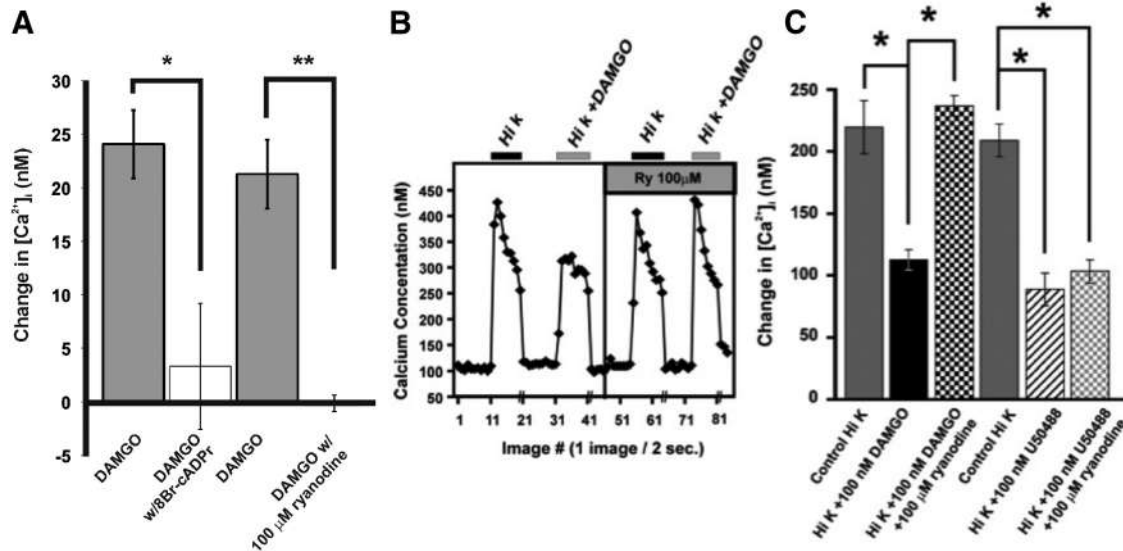 A
Change in [Ca²⁺]ᵢ (nM)
30
25
20
15
10
5
0
-5
*
**
DAMGO
DAMGO
w/8Br-cADPr
DAMGO
DAMGO w/
100 μM ryanodine
B
Hi k
Hi k +DAMGO
Hi k
Hi k +DAMGO
Ry 100μM
Calcium Concentration (nM)
450
400
350
300
250
200
150
100
50
1 11 21 31 41 51 61 71 81
Image # (1 image / 2 sec.)
C
Change in [Ca²⁺]ᵢ (nM)
250
200
150
100
50
0
*
*
*
*
Control Hi K
Hi K +100 nM DAMGO
Hi K +100 nM DAMGO
+100 μM ryanodine
Control Hi K
Hi K +100 nM U50488
Hi K +100 nM U50488
+100 μM ryanodine